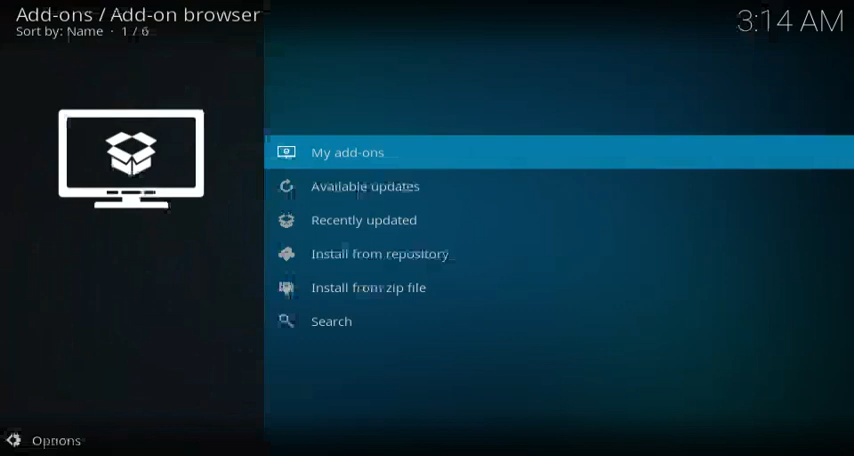 Add-ons / Add-on browser
Sort by: Name · 1 / 6
3:14 AM
My add-ons
Available updates
Recently updated
Install from repository
Install from zip file
Search
Options